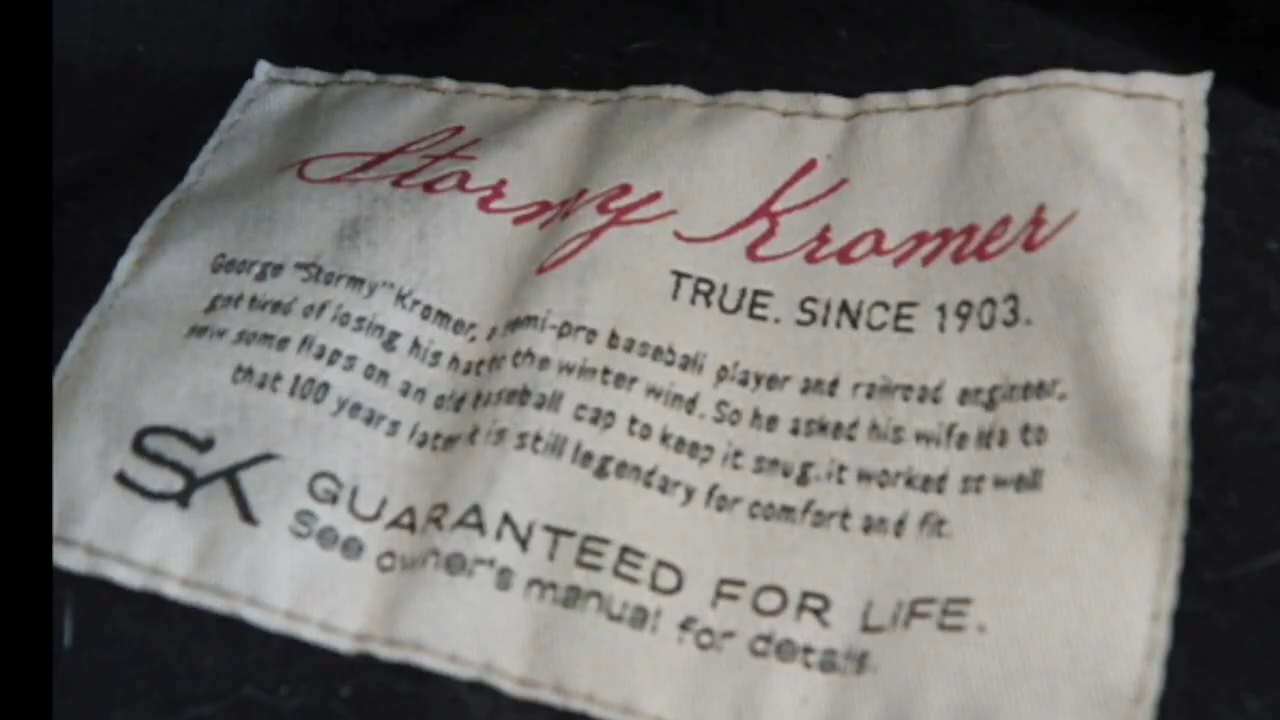 Stormy Kromer
TRUE. SINCE 1903.
George "Stormy" Kromer, a semi-pro baseball player and railroad engineer,
got tired of losing his hat to the winter wind. So he asked his wife Ida to
sew some flaps on an old baseball cap to keep it snug. it worked so well
that 100 years later it is still legendary for comfort and fit.
SK
GUARANTEED FOR LIFE.
See owner's manual for details.